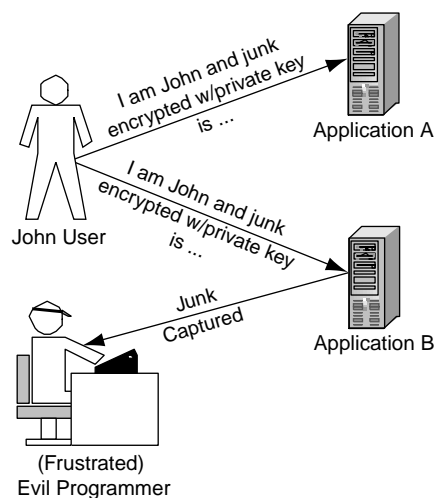 I am John and junk
encrypted w/private key
is ...
Application A
John User
I am John and junk
encrypted w/private key
is ...
Junk
Captured
Application B
(Frustrated)
Evil Programmer